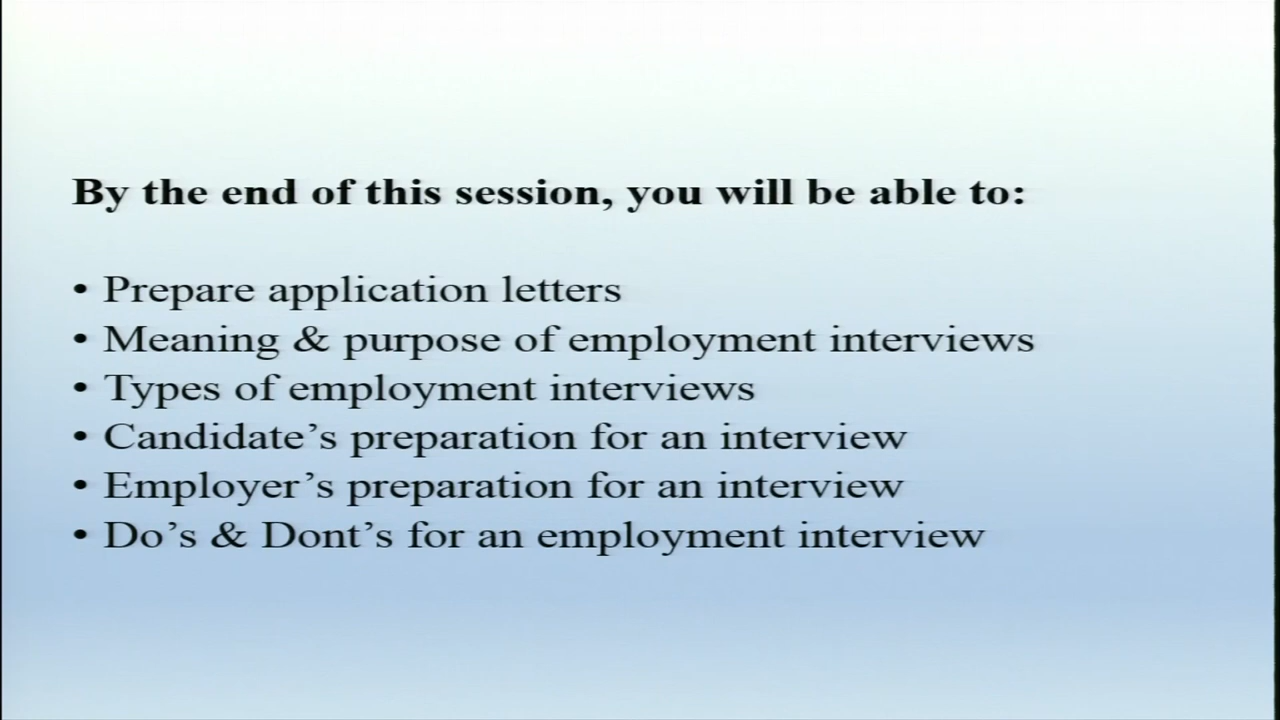 By the end of this session, you will be able to:
• Prepare application letters
• Meaning & purpose of employment interviews
• Types of employment interviews
• Candidate’s preparation for an interview
• Employer’s preparation for an interview
• Do’s & Dont’s for an employment interview